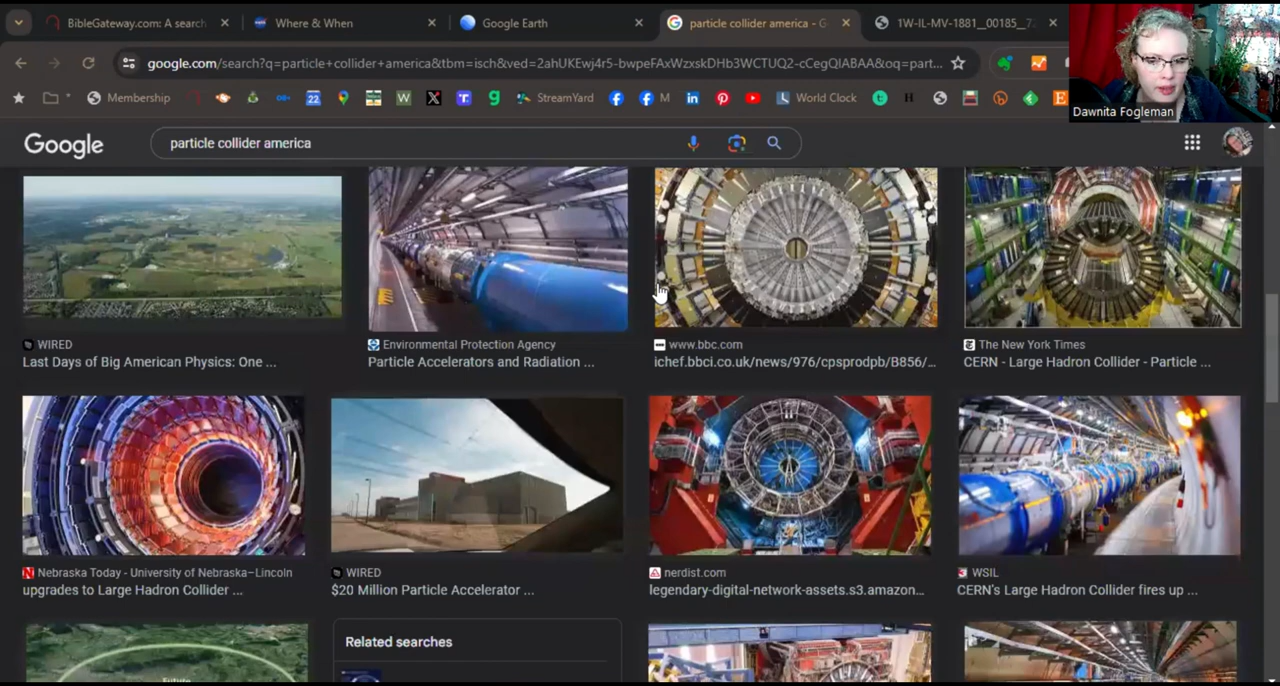 BibleGateway.com: A search
Where & When
Google Earth
particle collider america - G
1W-IL-MV-1881__00185__7
google.com/search?q=particle+collider+america&tbm=isch&ved=2ahUKEwj4r5-bwpeFAxWzxskDHb3WCTUQ2-cCegQIABAA&oq=part...
Membership
22
W
X
StreamYard
M
World Clock
Dawnita Fogleman
Google
particle collider america
WIRED
Last Days of Big American Physics: One ...
Environmental Protection Agency
Particle Accelerators and Radiation ...
www.bbc.com
ichef.bbci.co.uk/news/976/cpsprodpb/B856/...
The New York Times
CERN - Large Hadron Collider - Particle ...
Nebraska Today - University of Nebraska–Lincoln
upgrades to Large Hadron Collider ...
WIRED
$20 Million Particle Accelerator ...
nerdist.com
legendary-digital-network-assets.s3.amazon...
WSIL
CERN's Large Hadron Collider fires up ...
Future
Related searches